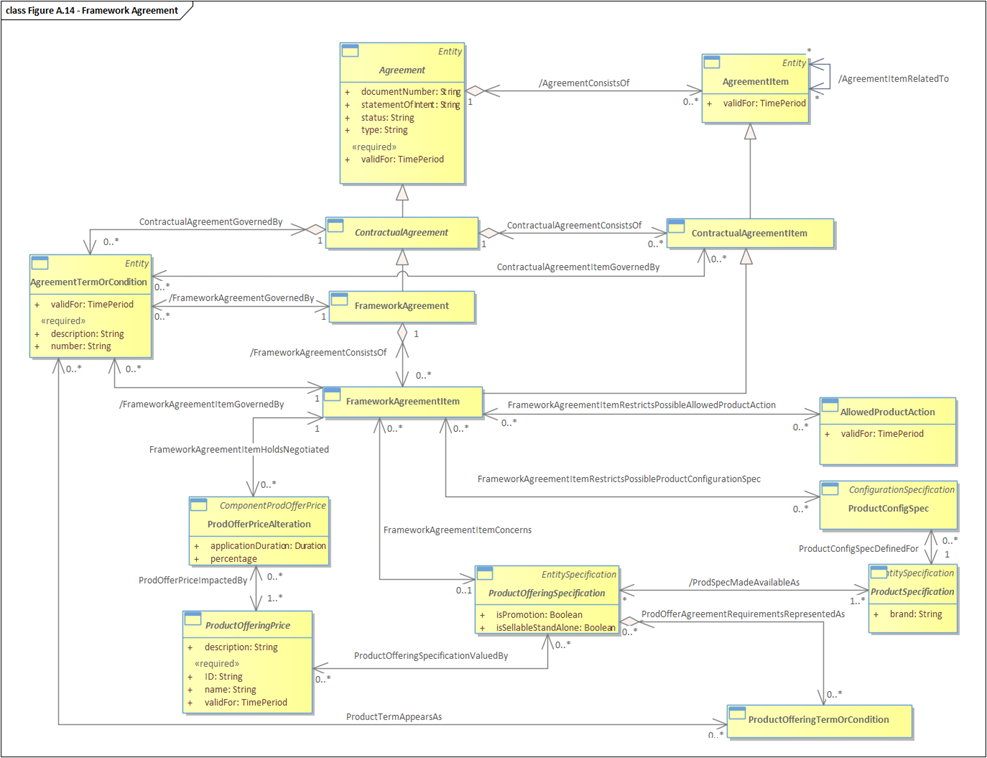 class Figure A.14 - Framework Agreement
Entity
Agreement
+ documentNumber: String
+ statementOfIntent: String
+ status: String
+ type: String
«required»
+ validFor: TimePeriod
/AgreementConsistsOf
1
0..*
Entity
AgreementItem
+ validFor: TimePeriod
*
*
/AgreementItemRelatedTo
ContractualAgreementGovernedBy
0..*
1
ContractualAgreement
ContractualAgreementConsistsOf
1
0..*
ContractualAgreementItem
ContractualAgreementItemGovernedBy
0..*
0..*
Entity
AgreementTermOrCondition
+ validFor: TimePeriod
«required»
+ description: String
+ number: String
/FrameworkAgreementGovernedBy
0..*
1
FrameworkAgreement
1
/FrameworkAgreementConsistsOf
0..*
0..*
0..*
1
/FrameworkAgreementItemGovernedBy
FrameworkAgreementItem
FrameworkAgreementItemRestrictsPossibleAllowedProductAction
0..*
0..*
AllowedProductAction
+ validFor: TimePeriod
1
0..*
0..*
FrameworkAgreementItemHoldsNegotiated
0..*
FrameworkAgreementItemRestrictsPossibleProductConfigurationSpec
0..*
ConfigurationSpecification
ProductConfigSpec
ComponentProdOfferPrice
ProdOfferPriceAlteration
+ applicationDuration: Duration
+ percentage
FrameworkAgreementItemConcerns
0..1
ProductConfigSpecDefinedFor
0..*
1
ProdOfferPriceImpactedBy
0..*
1..*
EntitySpecification
ProductOfferingSpecification
+ isPromotion: Boolean
+ isSellableStandAlone: Boolean
/ProdSpecMadeAvailableAs
*
1..*
EntitySpecification
ProductSpecification
+ brand: String
ProdOfferAgreementRequirementsRepresentedAs
0..*
0..*
ProductOfferingPrice
+ description: String
«required»
+ ID: String
+ name: String
+ validFor: TimePeriod
ProductOfferingSpecificationValuedBy
0..*
0..*
ProductTermAppearsAs
0..*
0..*
ProductOfferingTermOrCondition